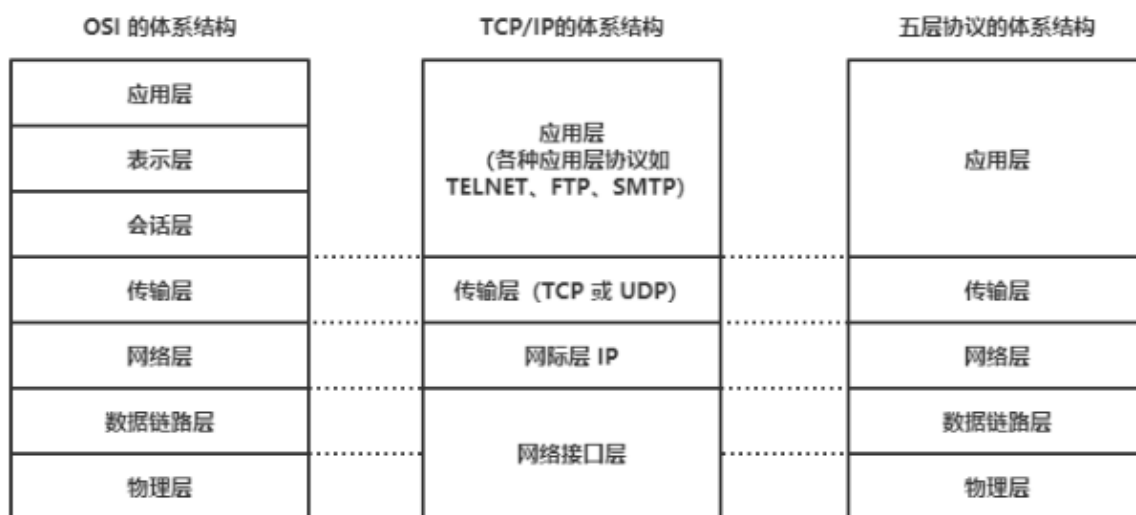 OSI 的体系结构
TCP/IP的体系结构
五层协议的体系结构
应用层
表示层
会话层
传输层
网络层
数据链路层
物理层
应用层
(各种应用层协议如
TELNET、FTP、SMTP)
传输层（TCP 或 UDP)
网际层 IP
网络接口层
应用层
传输层
网络层
数据链路层
物理层